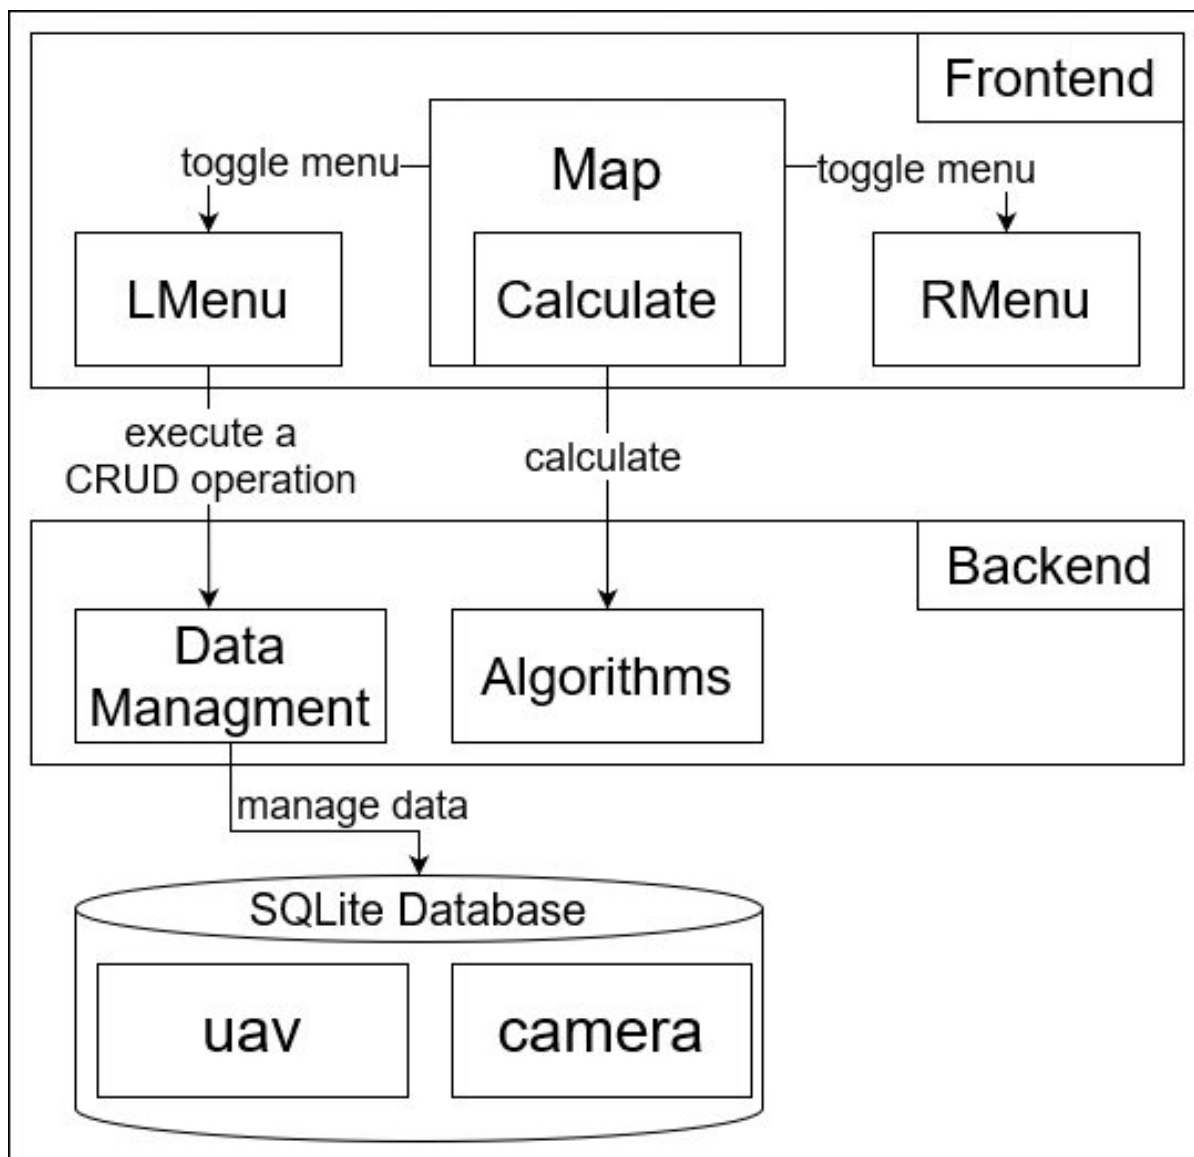 Frontend
Map
toggle menu
toggle menu
LMenu
Calculate
RMenu
execute a
CRUD operation
calculate
Backend
Data
Managment
Algorithms
manage data
SQLite Database
uav
camera